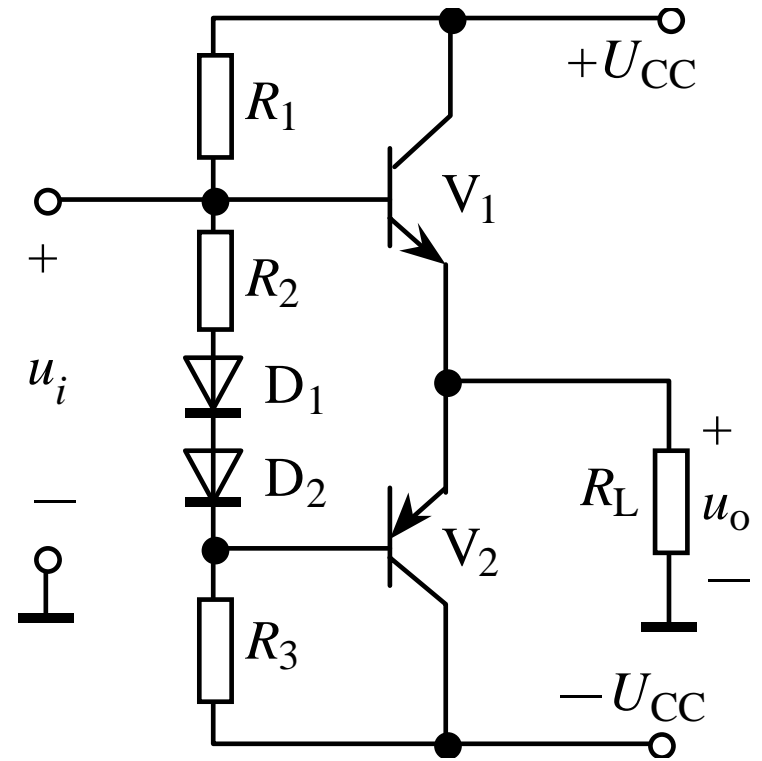 +U_CC
R_1
V_1
+
R_2
u_i
D_1
+
D_2
R_L
u_o
−
V_2
−
R_3
−U_CC